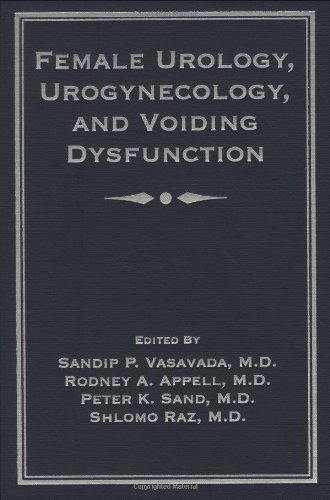 Female Urology,
Urogynecology,
and Voiding
Dysfunction
Edited By
Sandip P. Vasavada, M.D.
Rodney A. Appell, M.D.
Peter K. Sand, M.D.
Shlomo Raz, M.D.